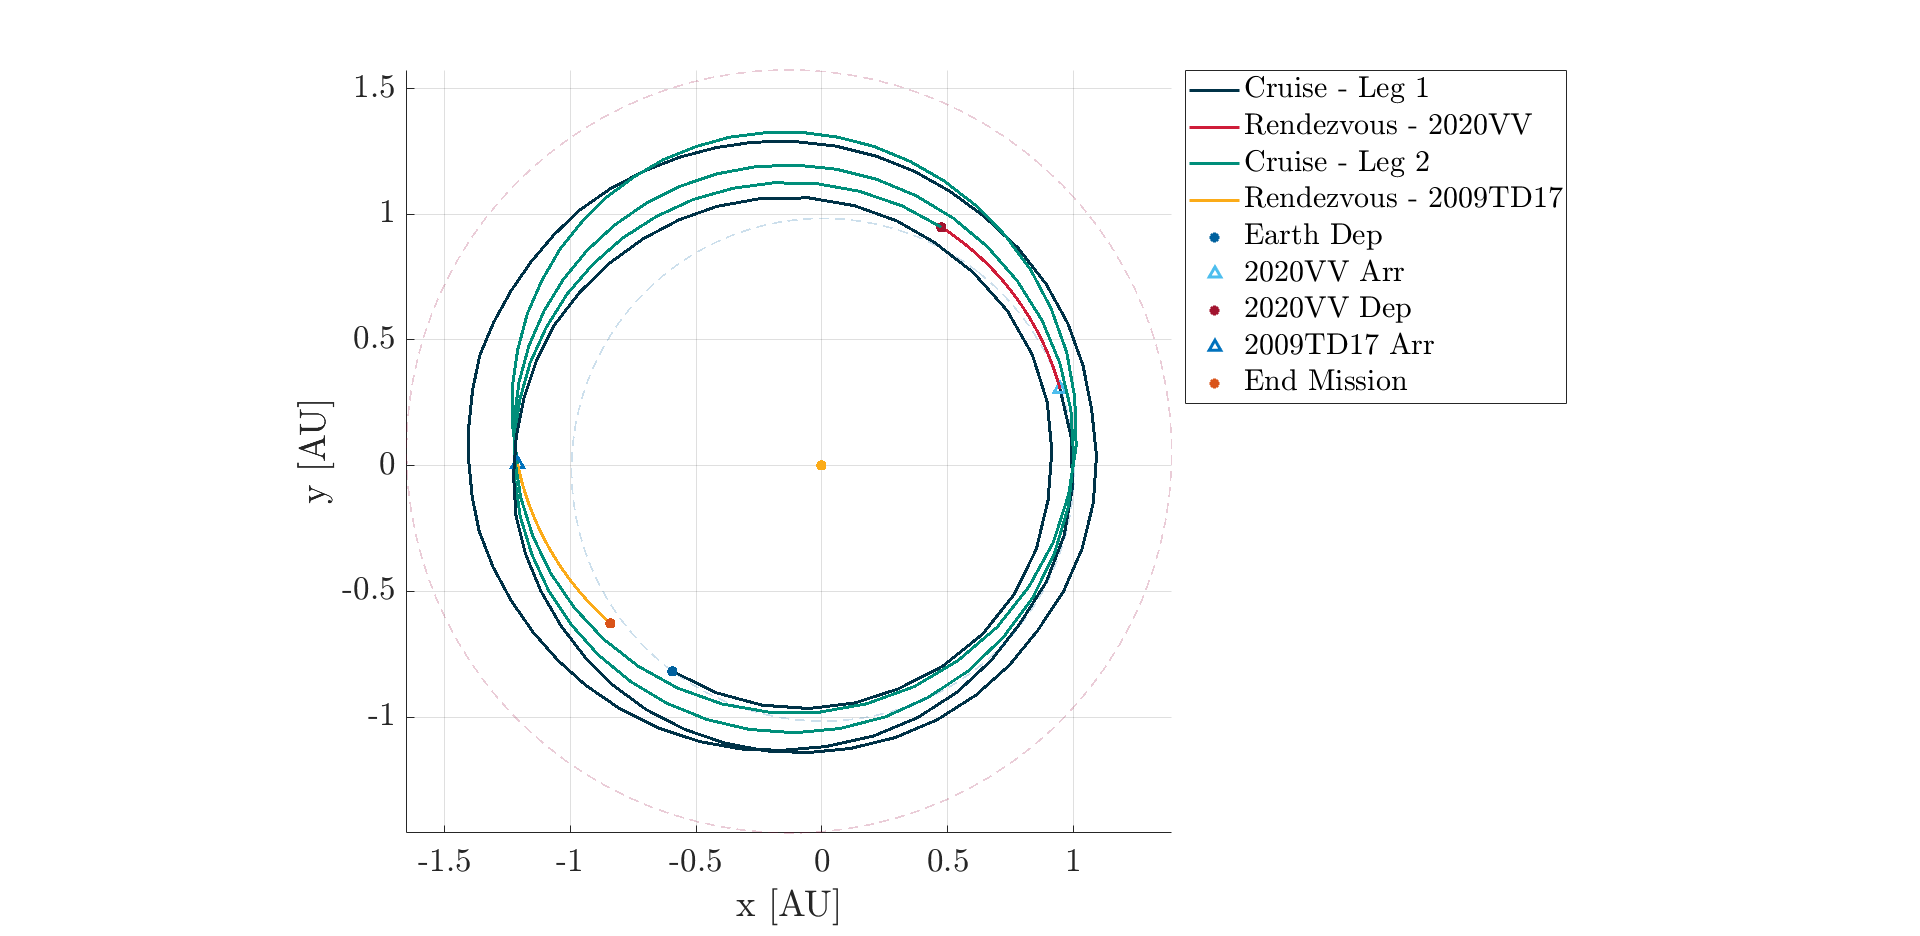 1.5
1
0.5
0
-0.5
-1
y [AU]
-1.5
-1
-0.5
0
0.5
1
x [AU]
Cruise - Leg 1
Rendezvous - 2020VV
Cruise - Leg 2
Rendezvous - 2009TD17
Earth Dep
2020VV Arr
2020VV Dep
2009TD17 Arr
End Mission